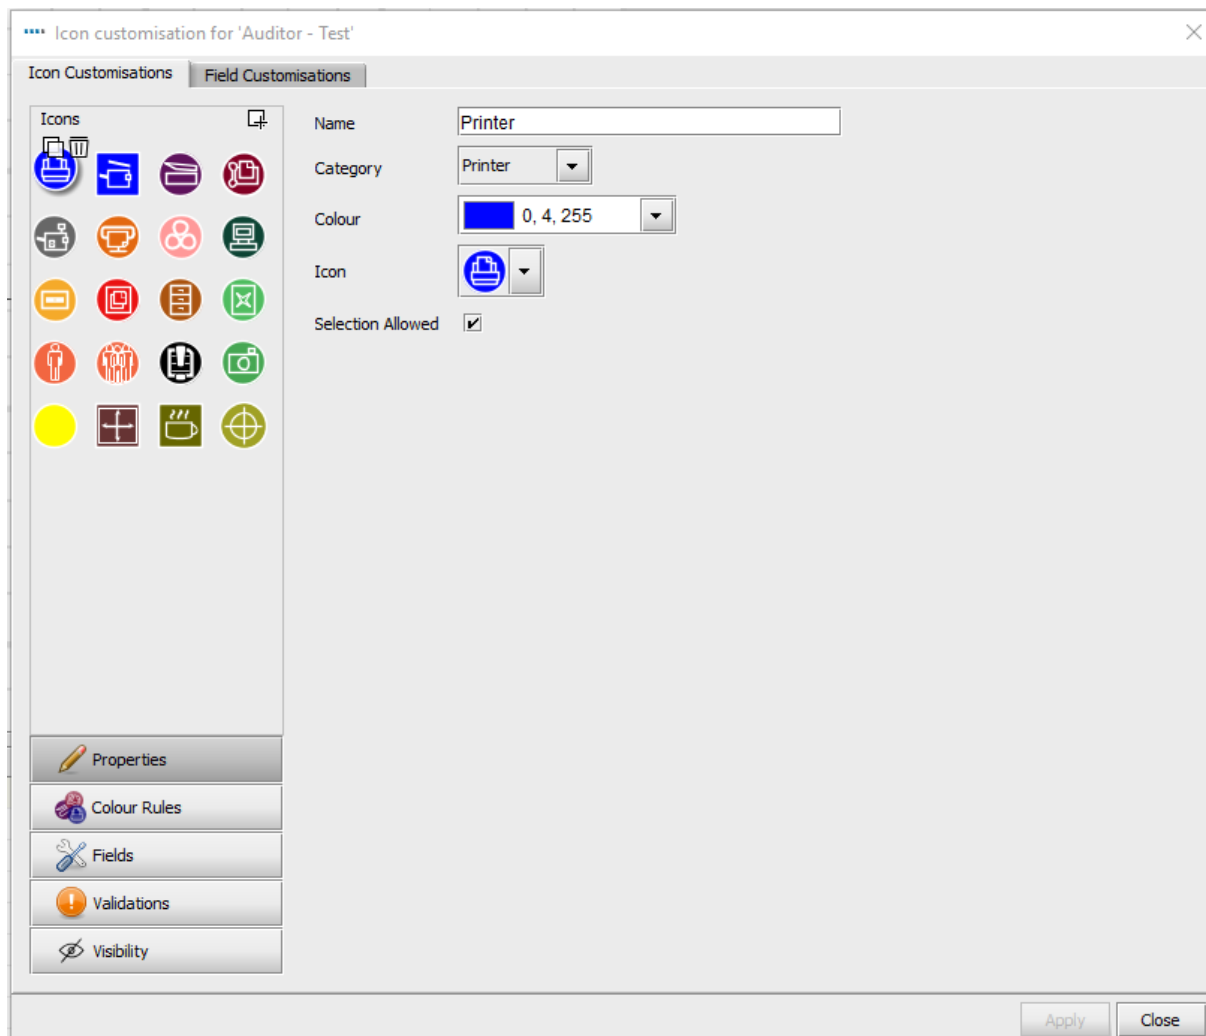 Icon customisation for 'Auditor - Test'
Icon Customisations
Field Customisations
Icons
Name
Printer
Category
Printer
Colour
0, 4, 255
Icon
Selection Allowed
Properties
Colour Rules
Fields
Validations
Visibility
Apply
Close